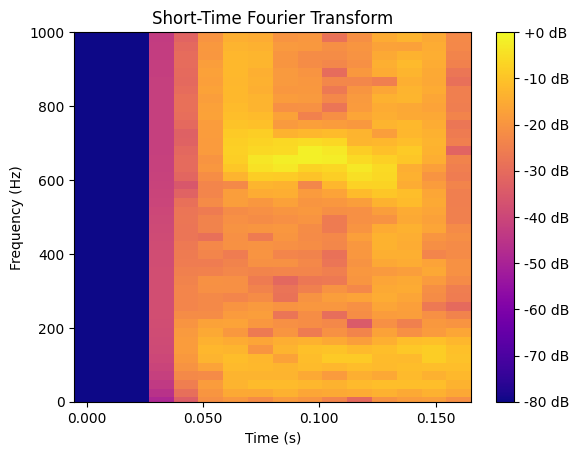 Short-Time Fourier Transform
1000
800
600
400
200
0
Frequency (Hz)
0.000
0.050
0.100
0.150
Time (s)
+0 dB
-10 dB
-20 dB
-30 dB
-40 dB
-50 dB
-60 dB
-70 dB
-80 dB